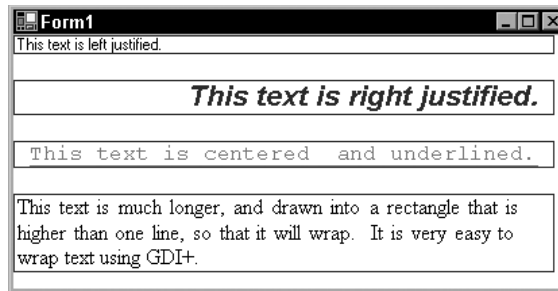 Form1
This text is left justified.
This text is right justified.
This text is centered  and underlined.
This text is much longer, and drawn into a rectangle that is
higher than one line, so that it will wrap.  It is very easy to
wrap text using GDI+.